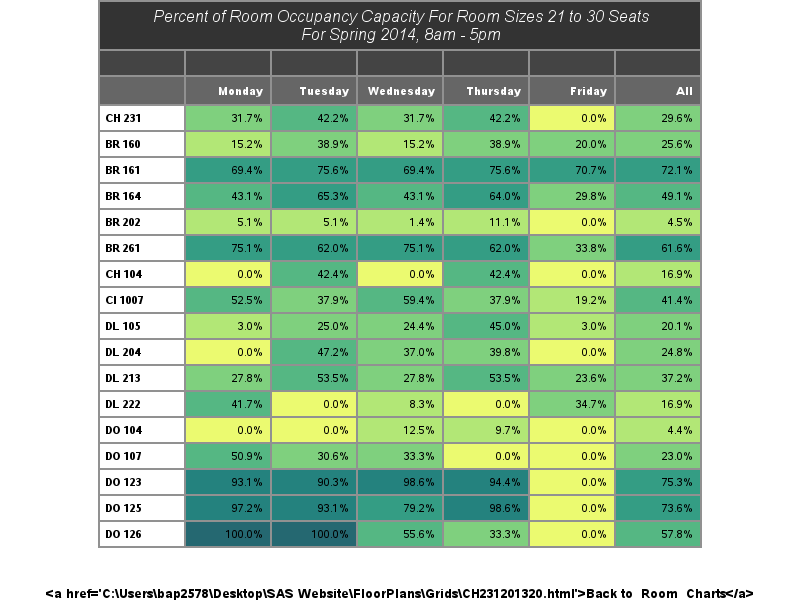 Percent of Room Occupancy Capacity For Room Sizes 21 to 30 Seats
For Spring 2014, 8am - 5pm
Monday Tuesday Wednesday Thursday Friday All
CH 231 31.7% 42.2% 31.7% 42.2% 0.0% 29.6%
BR 160 15.2% 38.9% 15.2% 38.9% 20.0% 25.6%
BR 161 69.4% 75.6% 69.4% 75.6% 70.7% 72.1%
BR 164 43.1% 65.3% 43.1% 64.0% 29.8% 49.1%
BR 202 5.1% 5.1% 1.4% 11.1% 0.0% 4.5%
BR 261 75.1% 62.0% 75.1% 62.0% 33.8% 61.6%
CH 104 0.0% 42.4% 0.0% 42.4% 0.0% 16.9%
CI 1007 52.5% 37.9% 59.4% 37.9% 19.2% 41.4%
DL 105 3.0% 25.0% 24.4% 45.0% 3.0% 20.1%
DL 204 0.0% 47.2% 37.0% 39.8% 0.0% 24.8%
DL 213 27.8% 53.5% 27.8% 53.5% 23.6% 37.2%
DL 222 41.7% 0.0% 8.3% 0.0% 34.7% 16.9%
DO 104 0.0% 0.0% 12.5% 9.7% 0.0% 4.4%
DO 107 50.9% 30.6% 33.3% 0.0% 0.0% 23.0%
DO 123 93.1% 90.3% 98.6% 94.4% 0.0% 75.3%
DO 125 97.2% 93.1% 79.2% 98.6% 0.0% 73.6%
DO 126 100.0% 100.0% 55.6% 33.3% 0.0% 57.8%
<a href='C:\Users\bap2578\Desktop\SAS Website\FloorPlans\Grids\CH231201320.html'>Back to Room Charts</a>